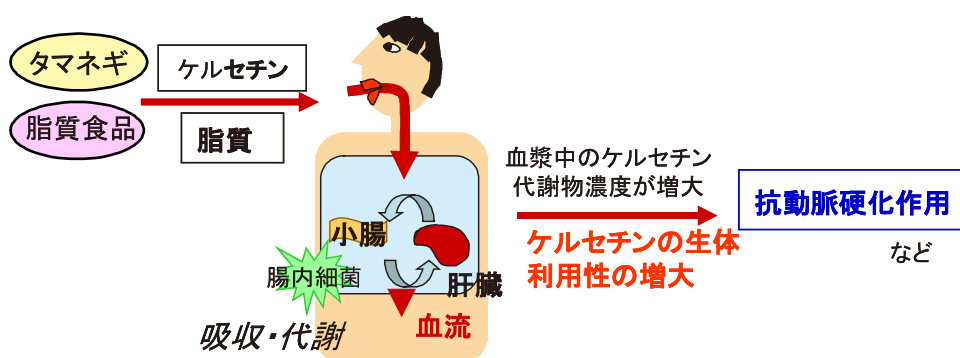 タマネギ
脂質食品
ケルセチン
脂質
小腸
腸内細菌
肝臓
血流
吸収・代謝
血漿中のケルセチン
代謝物濃度が増大
ケルセチンの生体
利用性の増大
抗動脈硬化作用
など